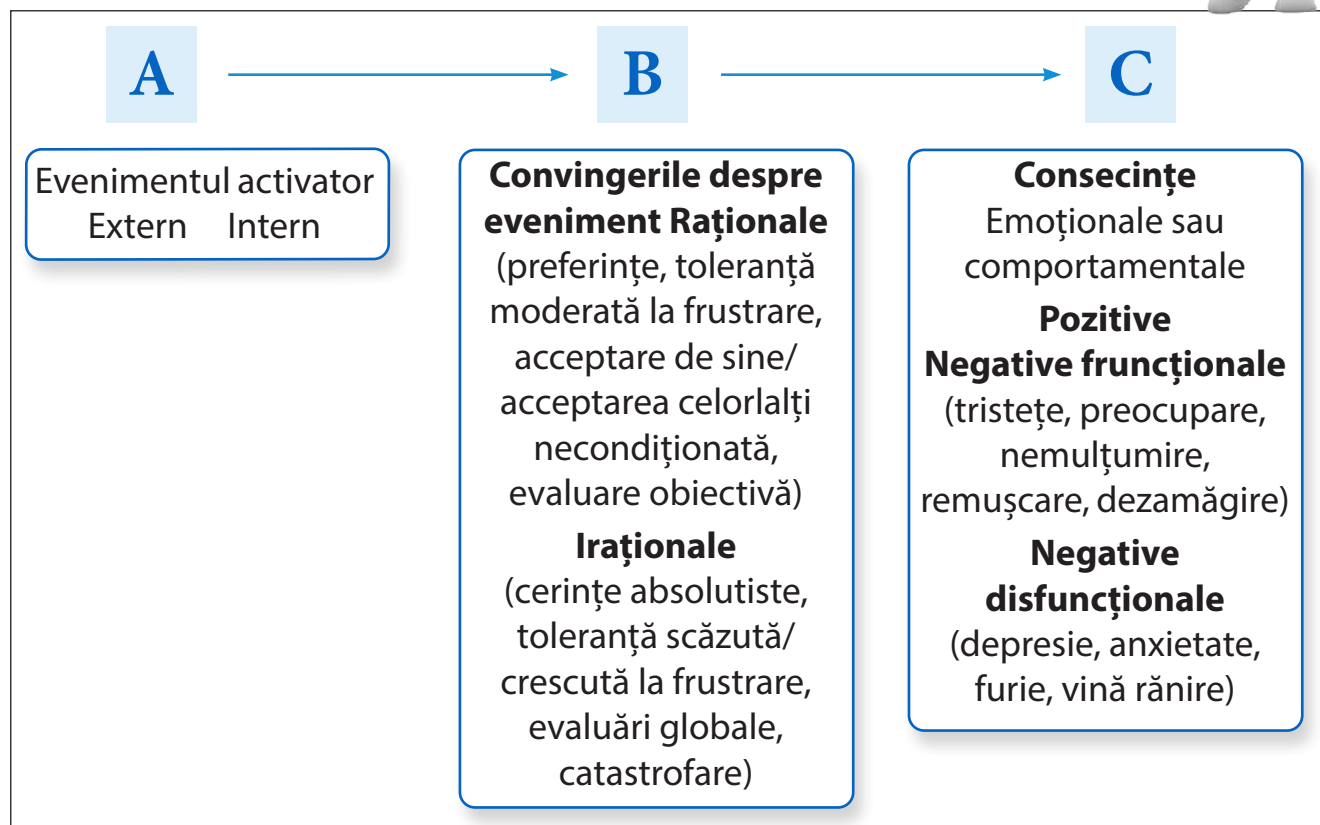 A
B
C
Evenimentul activator
Extern Intern
Convingerile despre
eveniment Raționale
(preferințe, toleranță
moderată la frustrare,
acceptare de sine/
acceptarea celorlalți
necondiționată,
evaluare obiectivă)
Iraționale
(cerințe absolutiste,
toleranță scăzută/
crescută la frustrare,
evaluări globale,
catastrofare)
Consecințe
Emoționale sau
comportamentale
Pozitive
Negative fruncționale
(tristețe, preocupare,
nemulțumire,
remușcare, dezamăgire)
Negative
disfuncționale
(depresie, anxietate,
furie, vină rănire)